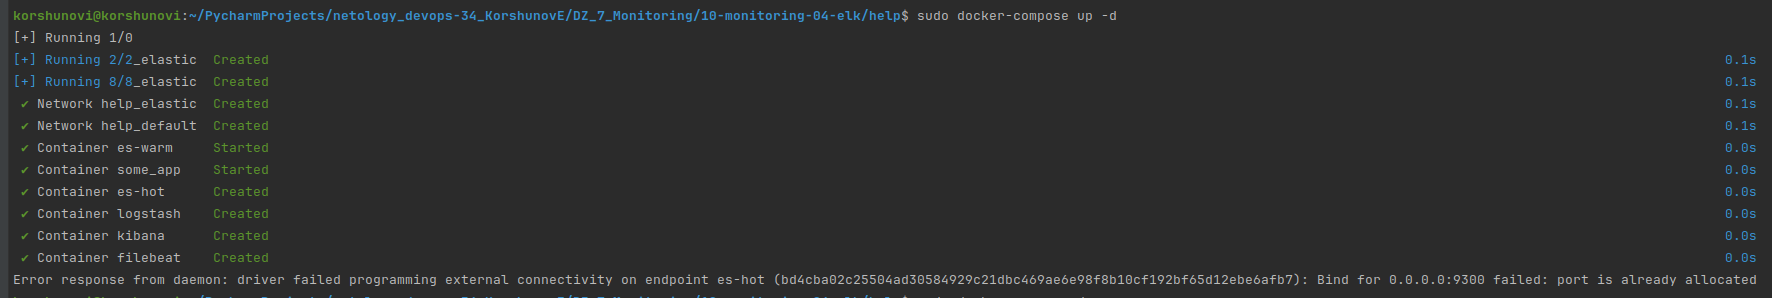 korshunovi@korshunovi:~/PycharmProjects/netology_devops-34_KorshunovE/DZ_7_Monitoring/10-monitoring-04-elk/help$ sudo docker-compose up -d
[+] Running 1/0
[+] Running 2/2_elastic  Created 0.1s
[+] Running 8/8_elastic  Created 0.1s
✔ Network help_elastic  Created 0.1s
✔ Network help_default  Created 0.1s
✔ Container es-warm     Started 0.0s
✔ Container some_app    Started 0.0s
✔ Container es-hot      Created 0.0s
✔ Container logstash    Created 0.0s
✔ Container kibana      Created 0.0s
✔ Container filebeat    Created 0.0s
Error response from daemon: driver failed programming external connectivity on endpoint es-hot (bd4cba02c25504ad30584929c21dbc469ae6e98f8b10cf192bf65d12ebe6afb7): Bind for 0.0.0.0:9300 failed: port is already allocated